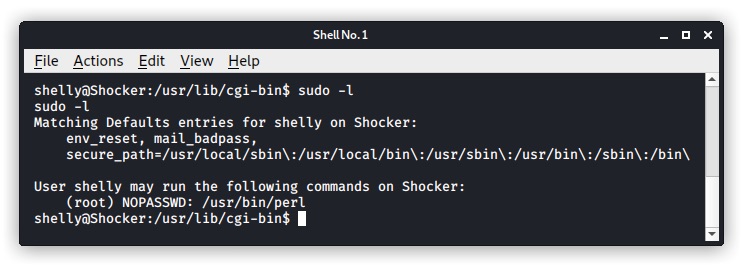 Shell No. 1
File Actions Edit View Help
shelly@Shocker:/usr/lib/cgi-bin$ sudo -l
sudo -l
Matching Defaults entries for shelly on Shocker:
    env_reset, mail_badpass,
    secure_path=/usr/local/sbin\:/usr/local/bin\:/usr/sbin\:/usr/bin\:/sbin\:/bin\

User shelly may run the following commands on Shocker:
    (root) NOPASSWD: /usr/bin/perl
shelly@Shocker:/usr/lib/cgi-bin$